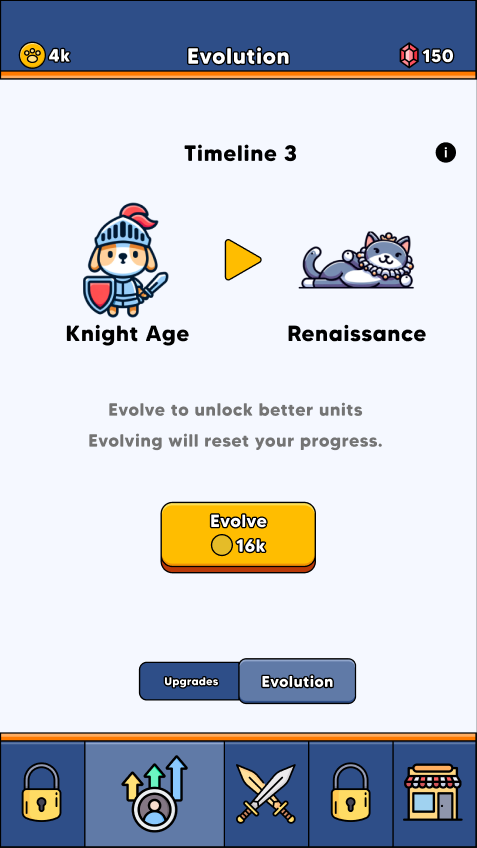 4k
Evolution
150
Timeline 3
i
Knight Age
Renaissance
Evolve to unlock better units
Evolving will reset your progress.
Evolve
16k
Upgrades
Evolution